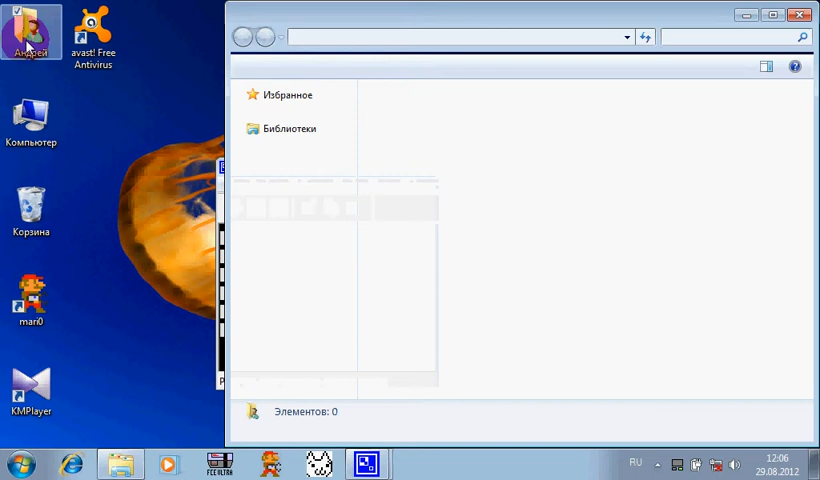 Андрей
avast! Free
Antivirus
Компьютер
Корзина
mari0
KMPlayer
Избранное
Библиотеки
Элементов: 0
P
FCE ULTRA
RU
12:06
29.08.2012